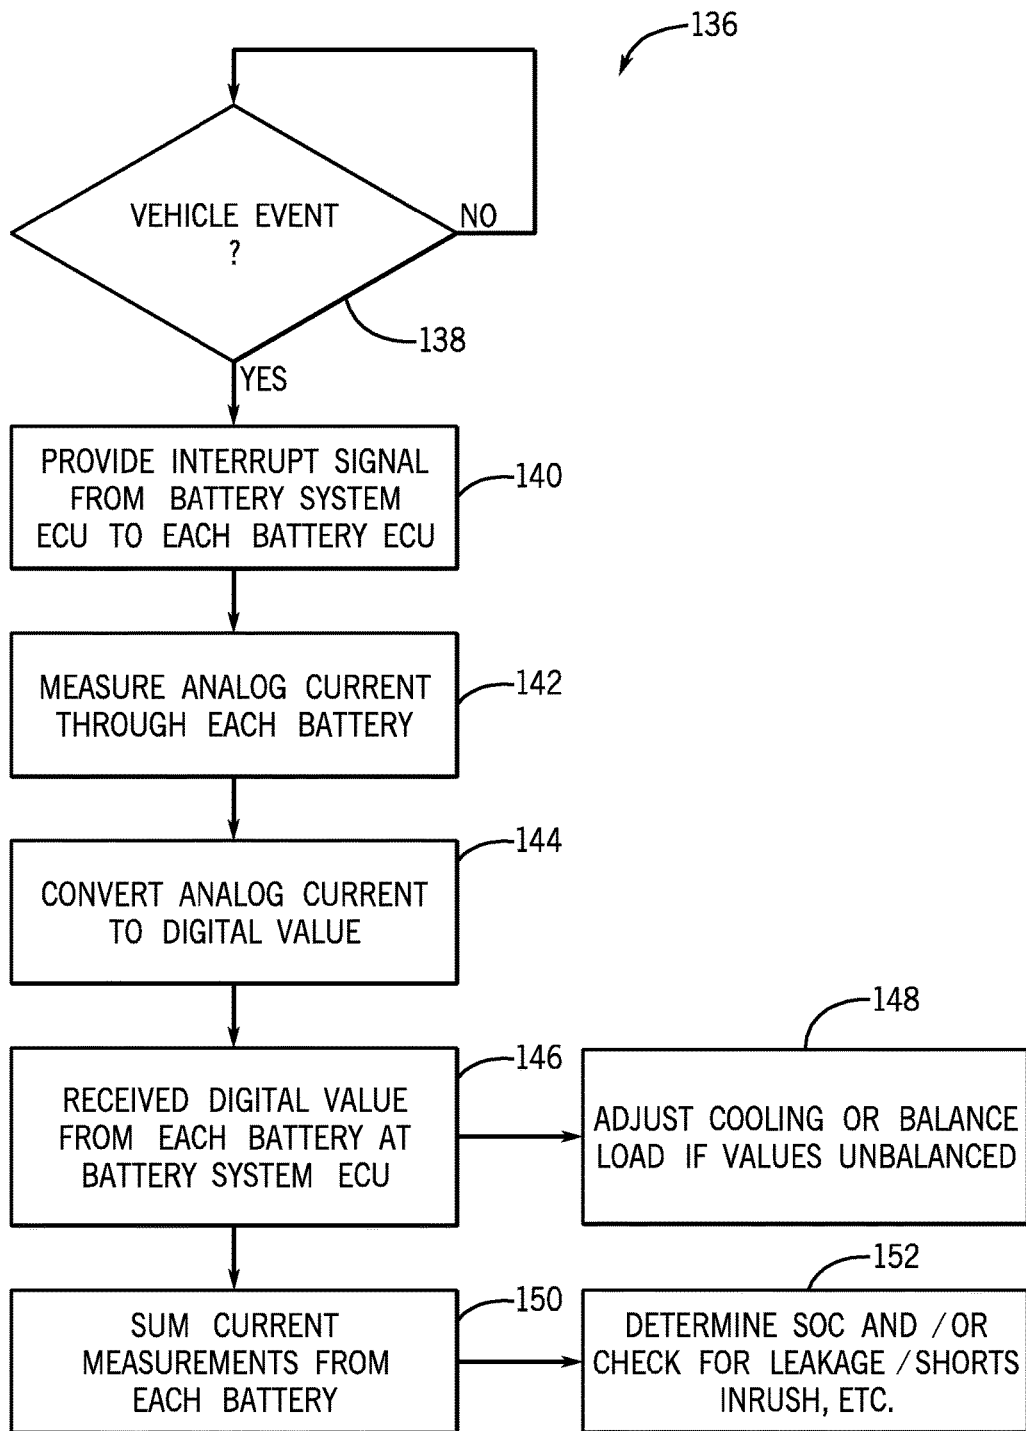 136
VEHICLE EVENT
?
NO
138
YES
PROVIDE INTERRUPT SIGNAL
FROM BATTERY SYSTEM
ECU TO EACH BATTERY ECU
140
MEASURE ANALOG CURRENT
THROUGH EACH BATTERY
142
CONVERT ANALOG CURRENT
TO DIGITAL VALUE
144
RECEIVED DIGITAL VALUE
FROM EACH BATTERY AT
BATTERY SYSTEM ECU
146
ADJUST COOLING OR BALANCE
LOAD IF VALUES UNBALANCED
148
SUM CURRENT
MEASUREMENTS FROM
EACH BATTERY
150
DETERMINE SOC AND / OR
CHECK FOR LEAKAGE / SHORTS
INRUSH, ETC.
152